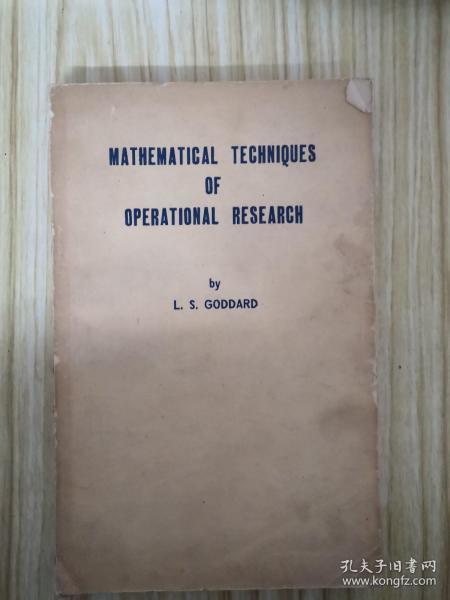 MATHEMATICAL TECHNIQUES
OF
OPERATIONAL RESEARCH
by
L. S. GODDARD
孔夫子旧书网
www.kongfz.com